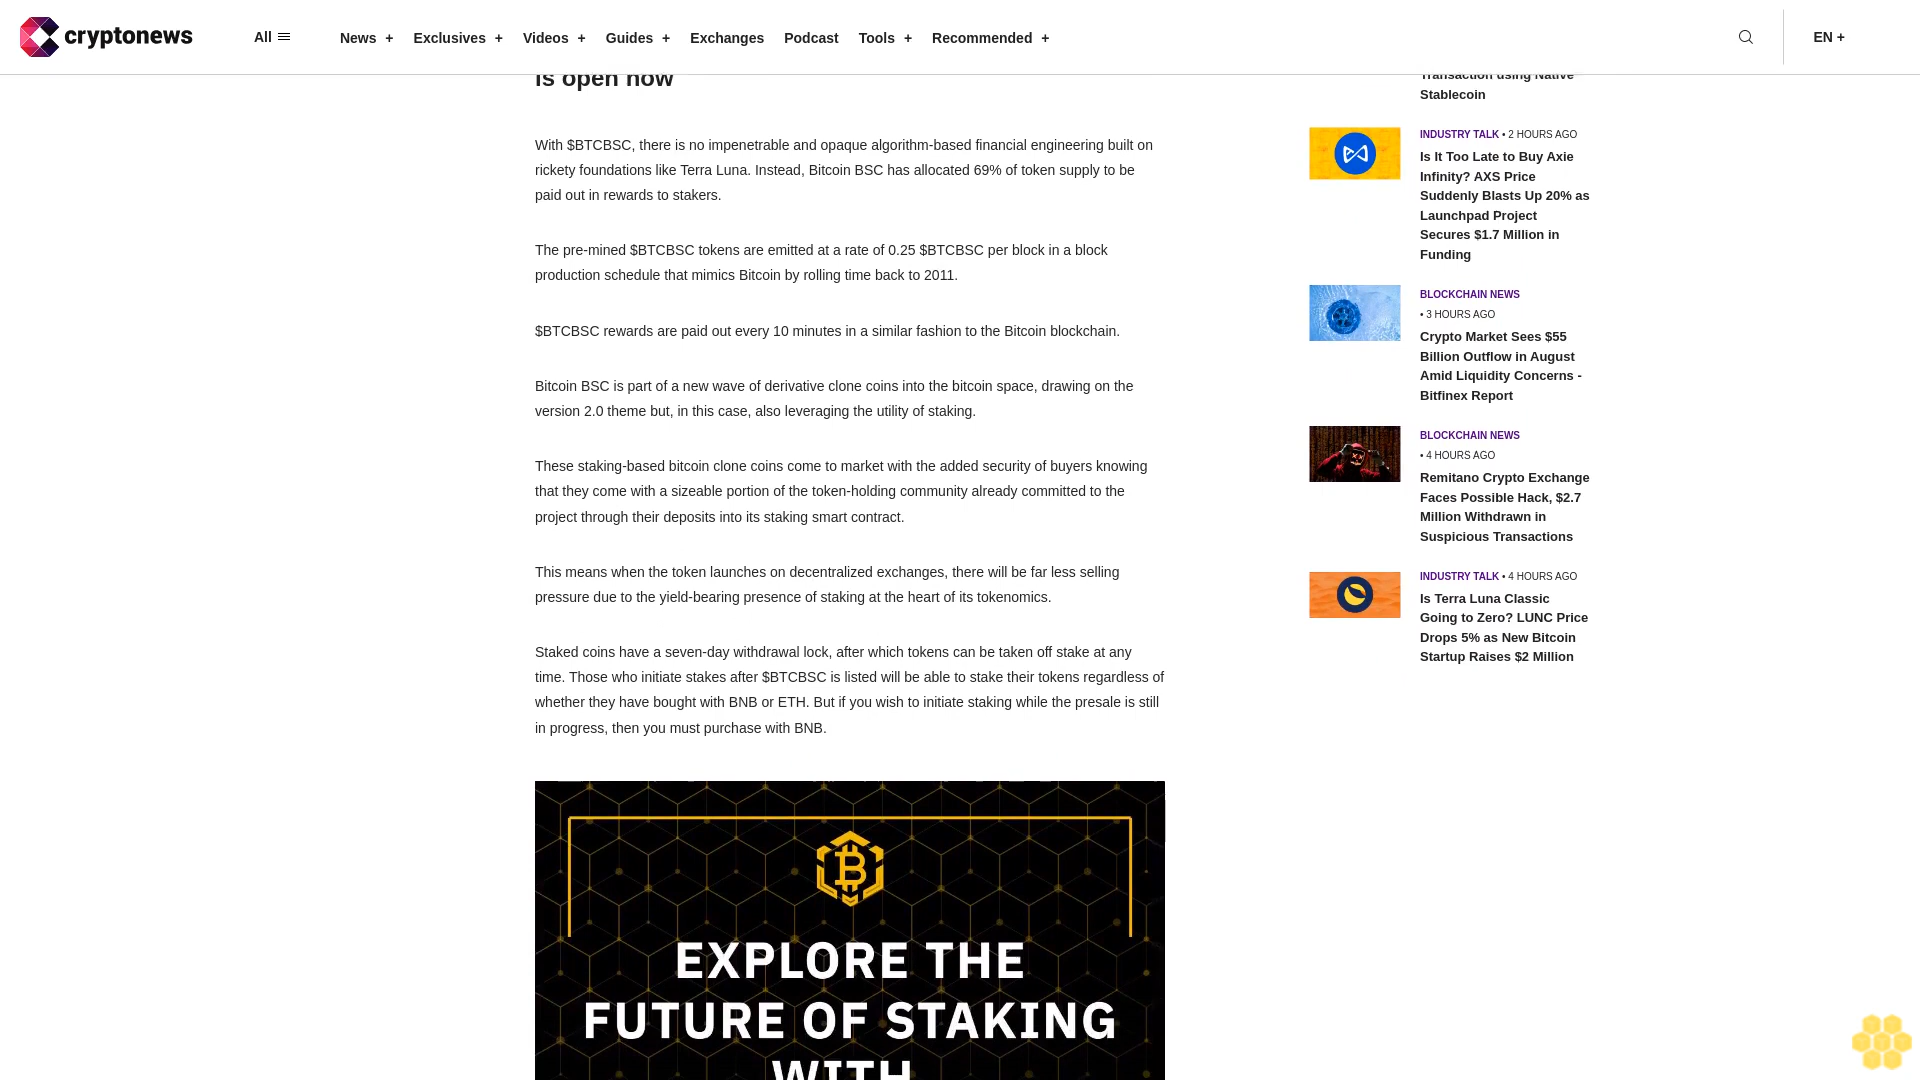 cryptonews
All
News +
Exclusives +
Videos +
Guides +
Exchanges
Podcast
Tools +
Recommended +
EN +
is open now
With $BTCBSC, there is no impenetrable and opaque algorithm-based financial engineering built on
rickety foundations like Terra Luna. Instead, Bitcoin BSC has allocated 69% of token supply to be
paid out in rewards to stakers.
The pre-mined $BTCBSC tokens are emitted at a rate of 0.25 $BTCBSC per block in a block
production schedule that mimics Bitcoin by rolling time back to 2011.
$BTCBSC rewards are paid out every 10 minutes in a similar fashion to the Bitcoin blockchain.
Bitcoin BSC is part of a new wave of derivative clone coins into the bitcoin space, drawing on the
version 2.0 theme but, in this case, also leveraging the utility of staking.
These staking-based bitcoin clone coins come to market with the added security of buyers knowing
that they come with a sizeable portion of the token-holding community already committed to the
project through their deposits into its staking smart contract.
This means when the token launches on decentralized exchanges, there will be far less selling
pressure due to the yield-bearing presence of staking at the heart of its tokenomics.
Staked coins have a seven-day withdrawal lock, after which tokens can be taken off stake at any
time. Those who initiate stakes after $BTCBSC is listed will be able to stake their tokens regardless of
whether they have bought with BNB or ETH. But if you wish to initiate staking while the presale is still
in progress, then you must purchase with BNB.
EXPLORE THE
FUTURE OF STAKING
WITH
Transaction using Native
Stablecoin
INDUSTRY TALK • 2 HOURS AGO
Is It Too Late to Buy Axie
Infinity? AXS Price
Suddenly Blasts Up 20% as
Launchpad Project
Secures $1.7 Million in
Funding
BLOCKCHAIN NEWS
• 3 HOURS AGO
Crypto Market Sees $55
Billion Outflow in August
Amid Liquidity Concerns -
Bitfinex Report
BLOCKCHAIN NEWS
• 4 HOURS AGO
Remitano Crypto Exchange
Faces Possible Hack, $2.7
Million Withdrawn in
Suspicious Transactions
INDUSTRY TALK • 4 HOURS AGO
Is Terra Luna Classic
Going to Zero? LUNC Price
Drops 5% as New Bitcoin
Startup Raises $2 Million